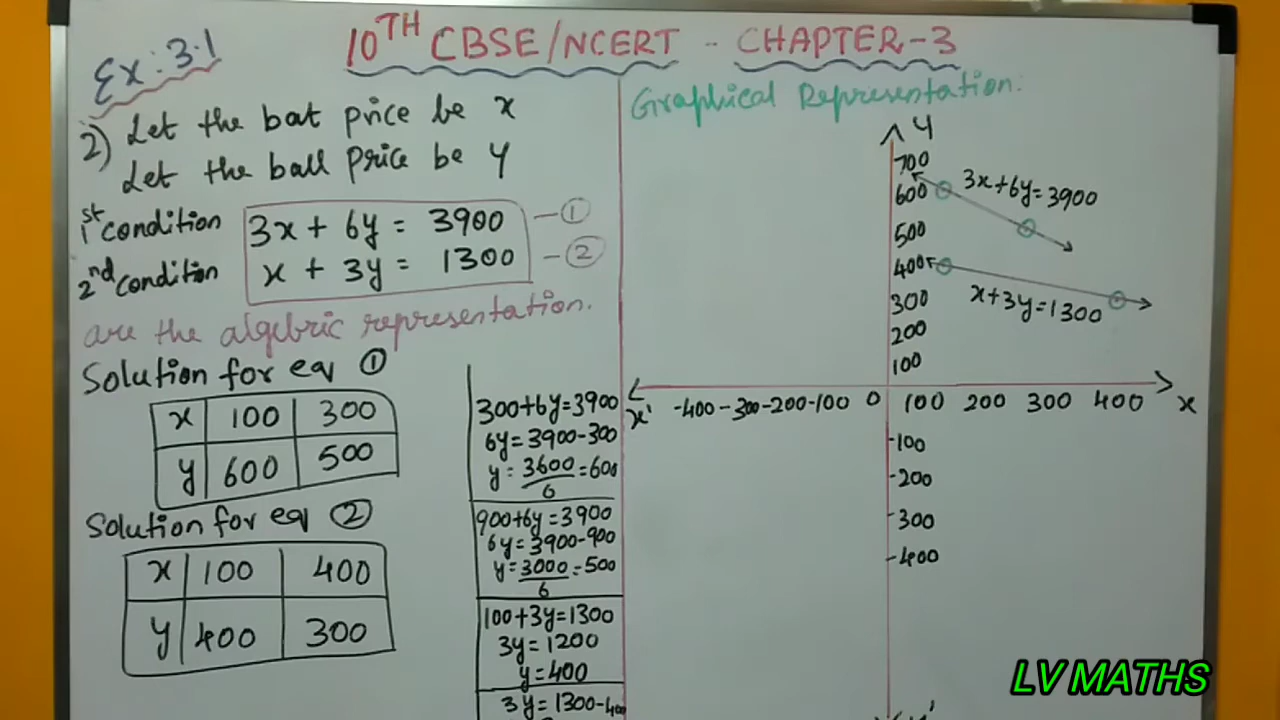 Ex: 3.1
10TH CBSE/NCERT - CHAPTER-3
2) Let the bat price be x
Let the ball price be y
1st condition 3x + 6y = 3900 — ①
2nd condition x + 3y = 1300 — ②
are the algebric representation.
Solution for eq ①
x 100 300
y 600 500
Solution for eq ②
x 100 400
y 400 300
300+6y=3900
6y=3900-300
y=3600/6=600
900+6y=3900
6y=3900-900
y=3000/6=500
100+3y=1300
3y=1200
y=400
3y=1300-400
Graphical Representation:
Y
700
600
500
400
300
200
100
3x+6y=3900
x+3y=1300
x' -400 -300 -200 -100 0 100 200 300 400 x
-100
-200
-300
-400
LV MATHS